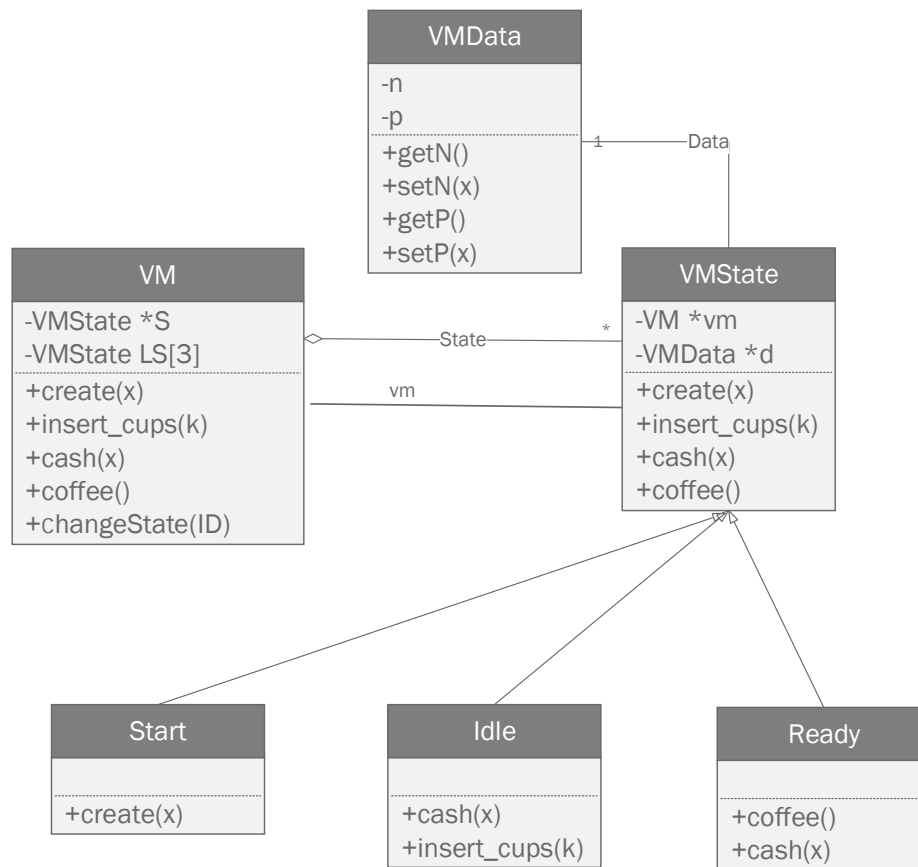 VMData
-n
-p
+getN()
+setN(x)
+getP()
+setP(x)
1
Data
VM
-VMState *S
-VMState LS[3]
+create(x)
+insert_cups(k)
+cash(x)
+coffee()
+changeState(ID)
*
State
vm
VMState
-VM *vm
-VMData *d
+create(x)
+insert_cups(k)
+cash(x)
+coffee()
Start
+create(x)
Idle
+cash(x)
+insert_cups(k)
Ready
+coffee()
+cash(x)